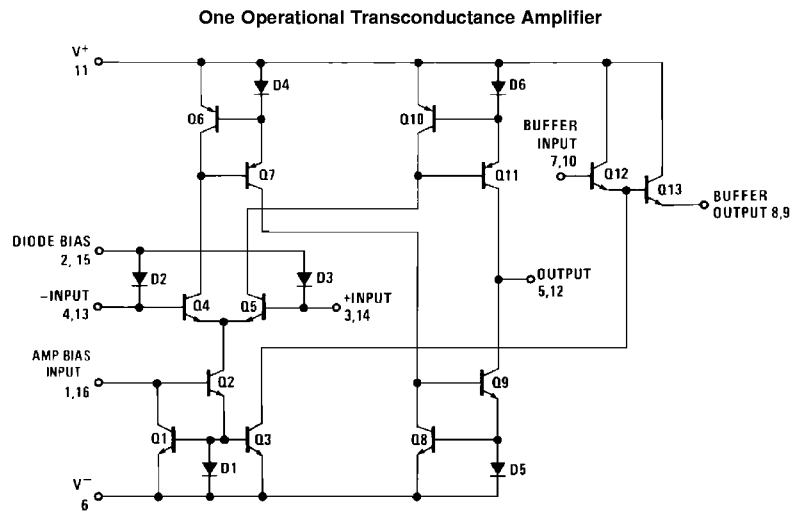 One Operational Transconductance Amplifier
V+
11
D4
D6
Q6
Q10
BUFFER
INPUT
7,10
Q7
Q11
Q12
Q13
BUFFER
OUTPUT 8,9
DIODE BIAS
2, 15
D2
D3
OUTPUT
5,12
-INPUT
4,13
Q4
Q5
+INPUT
3,14
AMP BIAS
INPUT
1,16
Q2
Q9
Q1
Q3
Q8
D1
D5
V−
6